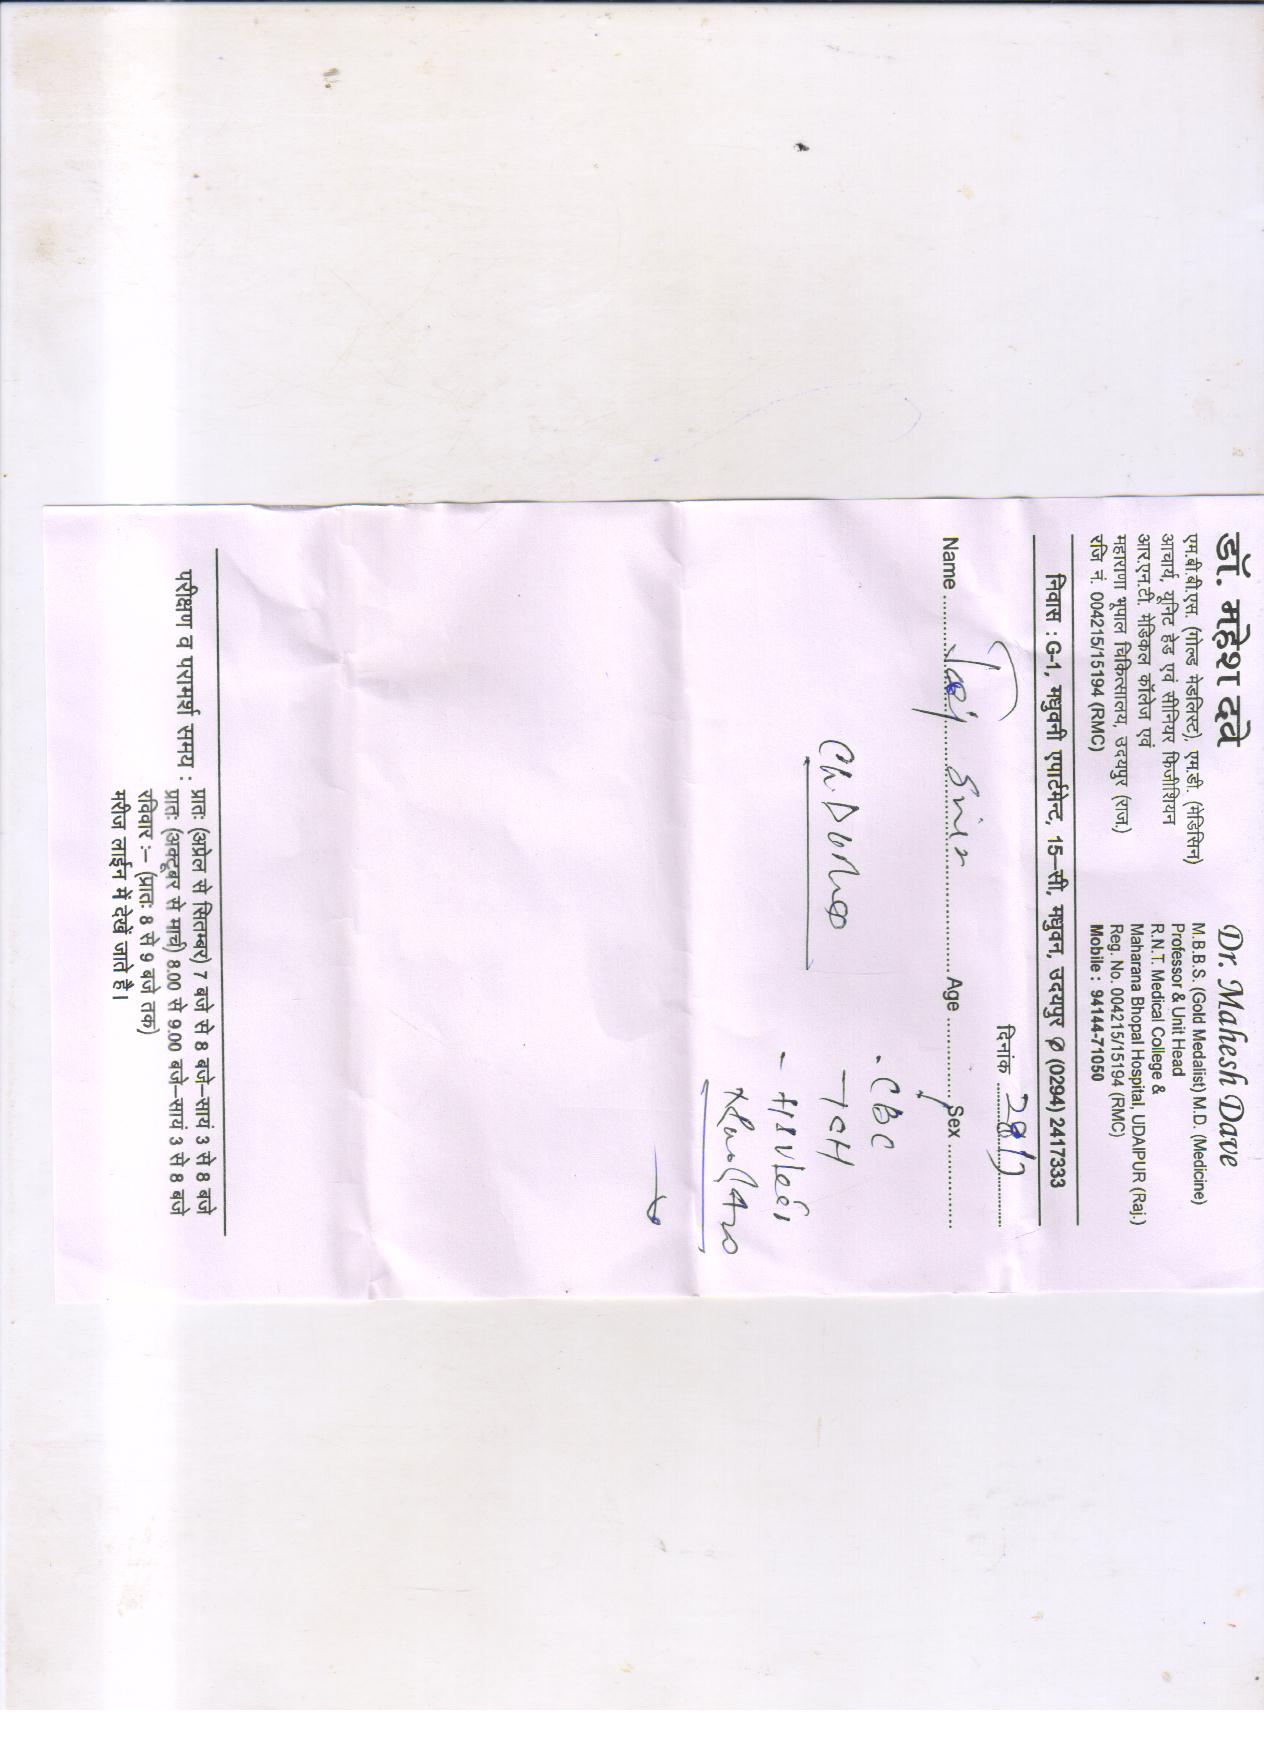 डॉ. महेश दवे
एम.बी.बी.एस. (गोल्ड मेडलिस्ट), एम.डी. (मेडिसिन)
आचार्य, यूनिट हेड एवं सीनियर फिजीशियन
आर.एन.टी. मेडिकल कॉलेज एवं
महाराणा भूपाल चिकित्सालय, उदयपुर (राज.)
रजि नं. 004215/15194 (RMC)
Dr. Mahesh Dave
M.B.B.S. (Gold Medalist) M.D. (Medicine)
Professor & Unit Head
R.N.T. Medical College &
Maharana Bhopal Hospital, UDAIPUR (Raj.)
Reg. No. 004215/15194 (RMC)
Mobile : 94144-71050
निवास : G-1, मधुवनी एपार्टमेन्ट, 15–सी, मधुवन, उदयपुर ✆ (0294) 2417333
दिनांक
Name Age Sex
CBC
परीक्षण व परामर्श समय : प्रातः (अप्रेल से सितम्बर) 7 बजे से 8 बजे–सायं 3 से 8 बजे
प्रातः (अक्टूबर से मार्च) 8.00 से 9.00 बजे–सायं 3 से 8 बजे
रविवार :– (प्रातः 8 से 9 बजे तक)
मरीज लाईन में देखें जाते है।